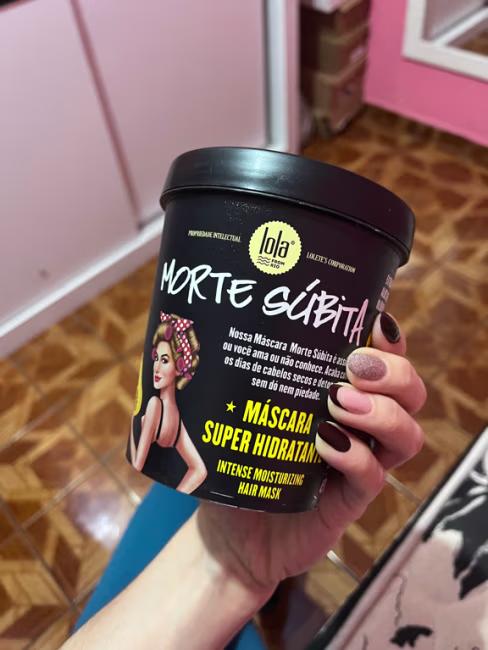 PROPRIEDADE INTELECTUAL
lola
FROM
RIO
LOLETE'S CORPORATION
MORTE SÚBITA
Nossa Máscara Morte Súbita é
ou você ama ou não conhece. Acaba
os dias de cabelos secos e
sem dó nem piedade.
MÁSCARA
SUPER
INTENSE MOISTURIZING
HAIR MASK